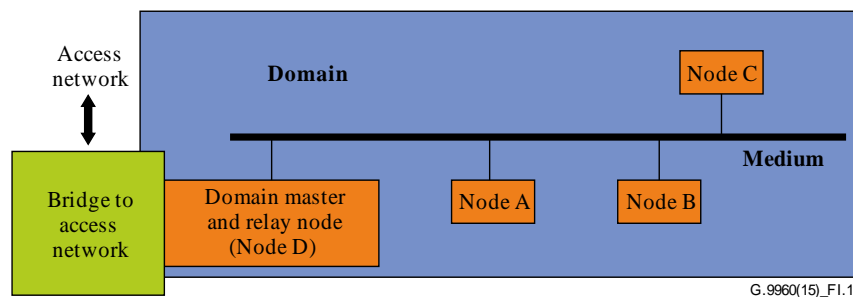 Access
network
Domain
Node C
Medium
Bridge to
access
network
Domain master
and relay node
(Node D)
Node A
Node B
G.9960(15)_FI.1